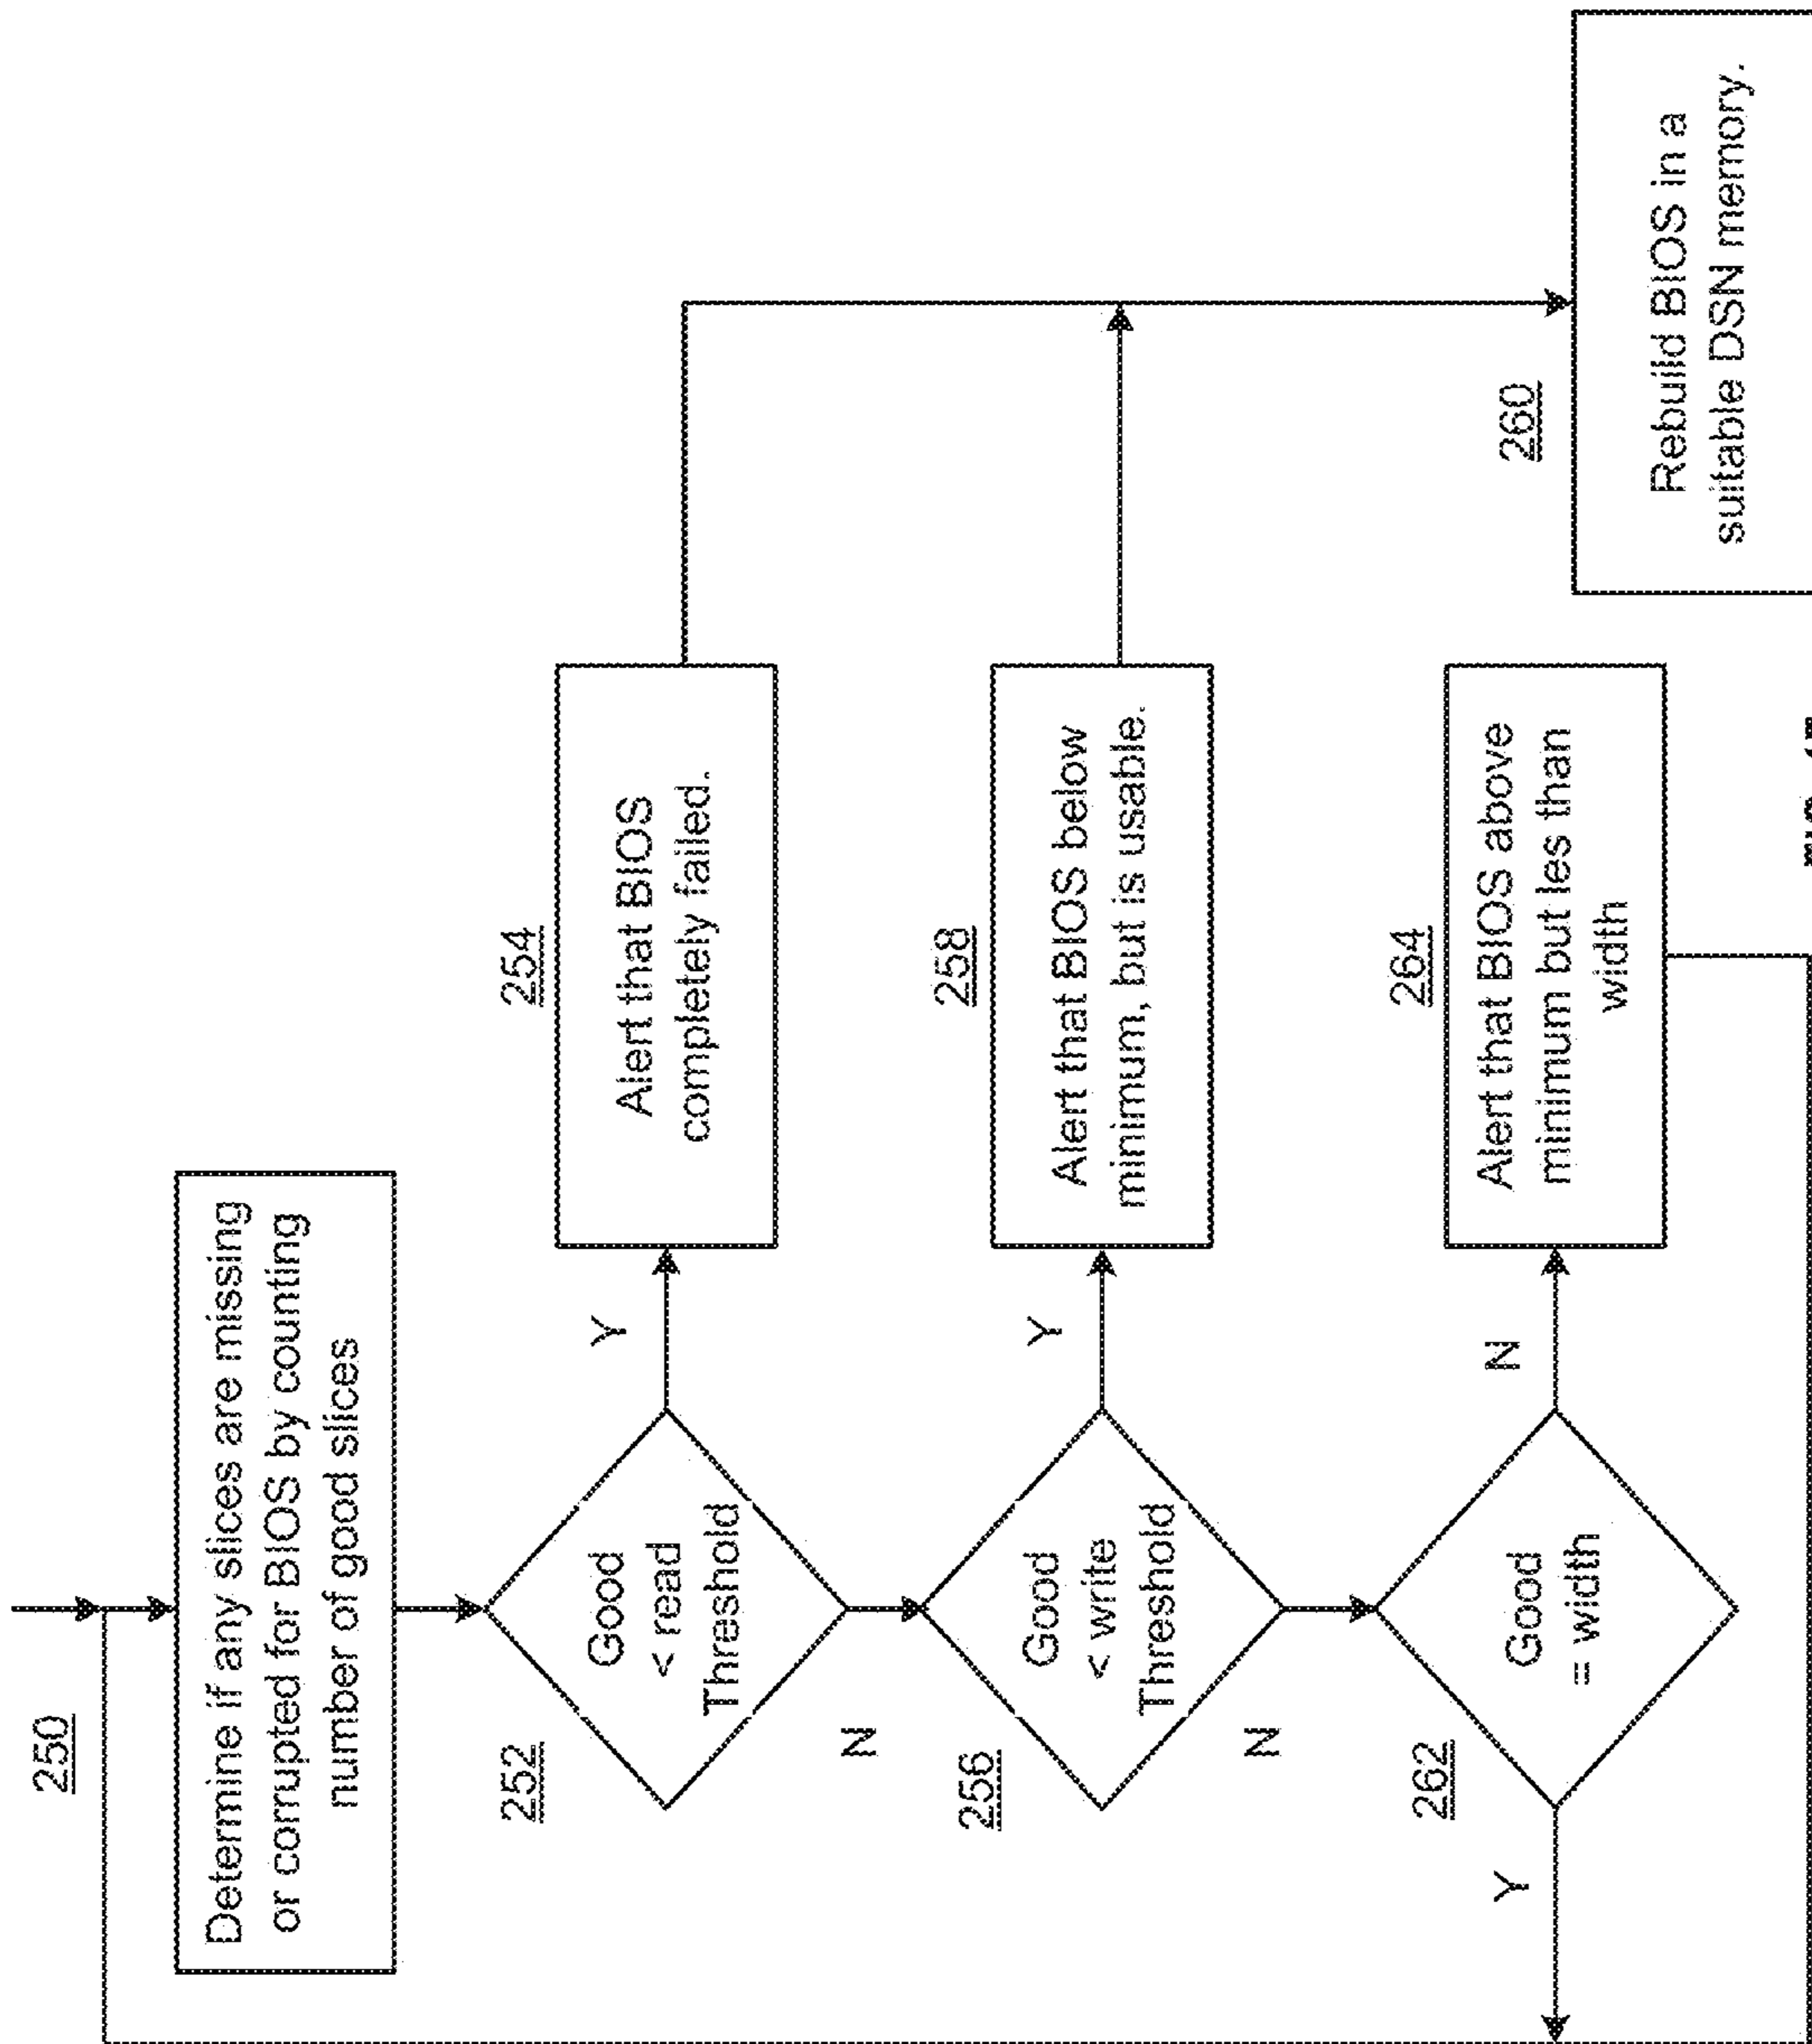 250
Determine if any slices are missing
or corrupted for BIOS by counting
number of good slices
252
Good
< read
Threshold
Y
N
254
Alert that BIOS
completely failed.
256
Good
< write
Threshold
Y
N
258
Alert that BIOS below
minimum, but is usable.
262
Good
= width
Y
N
264
Alert that BIOS above
minimum but less than
width
260
Rebuild BIOS in a
suitable DSN memory.